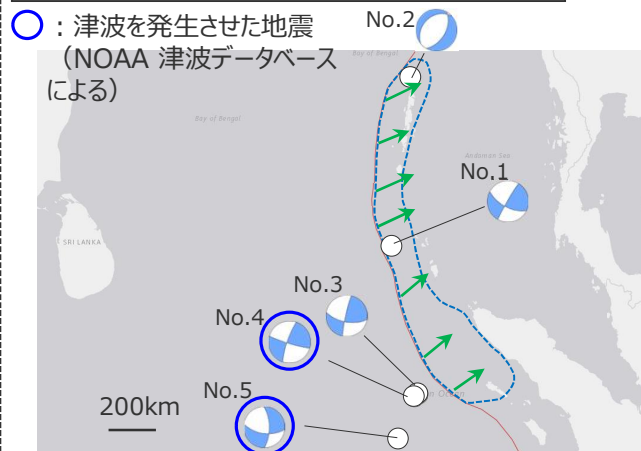 ：津波を発生させた地震
（NOAA 津波データベース
による）
No.2
Bay of Bengal
Bay of Bengal
Andaman Sea
No.1
SRI LANKA
No.3
No.4
No.5
200km